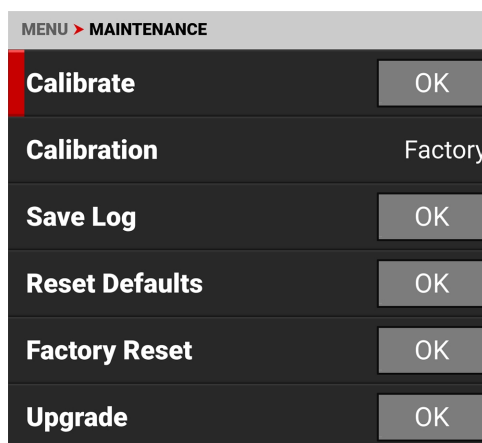 MENU ➤ MAINTENANCE
Calibrate OK
Calibration Factory
Save Log OK
Reset Defaults OK
Factory Reset OK
Upgrade OK